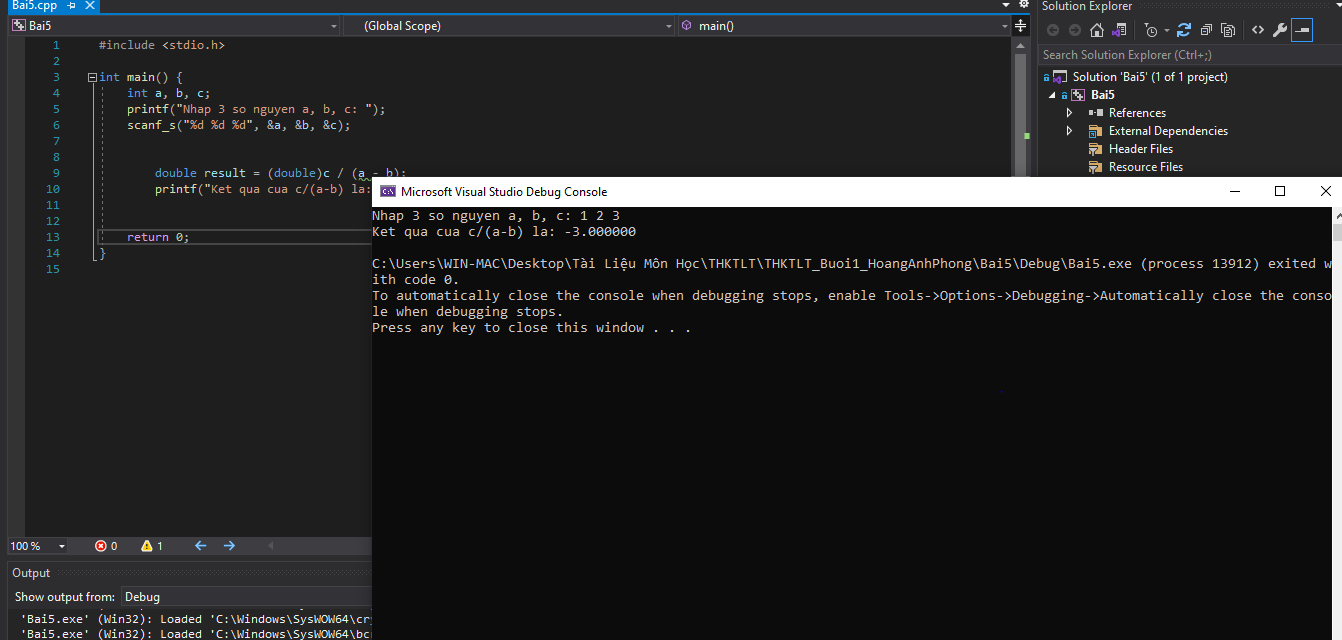 Bai5.cpp
Solution Explorer
Bai5 (Global Scope) main()
Search Solution Explorer (Ctrl+;)
Solution 'Bai5' (1 of 1 project)
Bai5
References
External Dependencies
Header Files
Resource Files
1 #include <stdio.h>
2
3 int main() {
4 int a, b, c;
5 printf("Nhap 3 so nguyen a, b, c: ");
6 scanf_s("%d %d %d", &a, &b, &c);
7
8
9 double result = (double)c / (a - b);
10 printf("Ket qua cua c/(a-b) la:
11
12
13 return 0;
14 }
15
Microsoft Visual Studio Debug Console
Nhap 3 so nguyen a, b, c: 1 2 3
Ket qua cua c/(a-b) la: -3.000000
C:\Users\WIN-MAC\Desktop\Tài Liệu Môn Học\THKTLT\THKTLT_Buoi1_HoangAnhPhong\Bai5\Debug\Bai5.exe (process 13912) exited w
ith code 0.
To automatically close the console when debugging stops, enable Tools->Options->Debugging->Automatically close the conso
le when debugging stops.
Press any key to close this window . . .
100 % 0 1
Output
Show output from: Debug
'Bai5.exe' (Win32): Loaded 'C:\Windows\SysWOW64\cry
'Bai5.exe' (Win32): Loaded 'C:\Windows\SysWOW64\bc